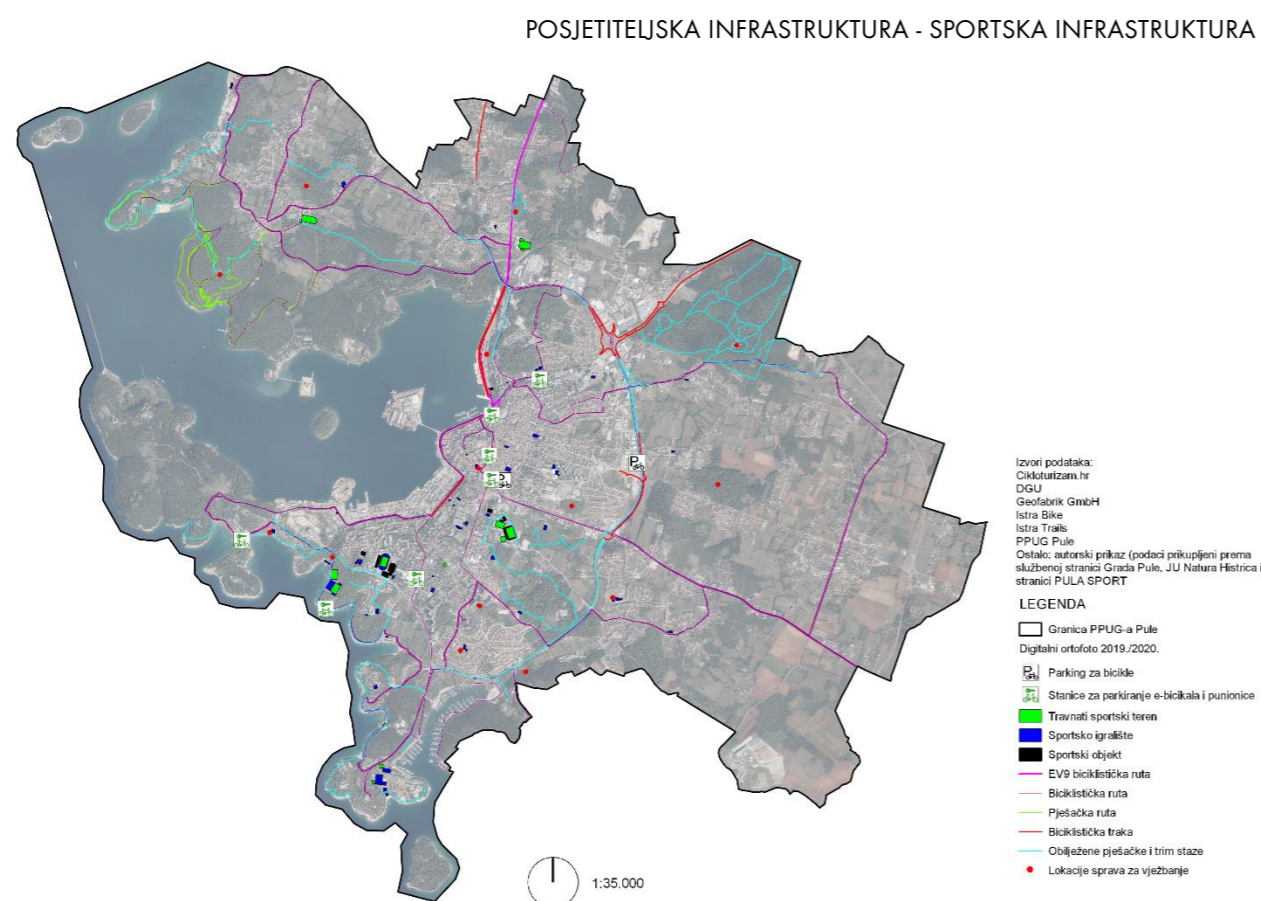 POSJETITELJSKA INFRASTRUKTURA - SPORTSKA INFRASTRUKTURA
Izvori podataka:
Cikloturizam.hr
DGU
Geofabrik GmbH
Istra Bike
Istra Trails
PPUG Pule
Ostalo: autorski prikaz (podaci prikupljeni prema
službenoj stranici Grada Pule, JU Natura Histrica i
stranici PULA SPORT
LEGENDA
Granica PPUG-a Pule
Digitalni ortofoto 2019./2020.
P Parking za bicikle
Stanice za parkiranje e-bicikala i punionice
Travnati sportski teren
Sportsko igralište
Sportski objekt
EV9 biciklistička ruta
Biciklistička ruta
Pješačka ruta
Biciklistička traka
Obilježene pješačke i trim staze
Lokacije sprava za vježbanje
1:35.000
P
P